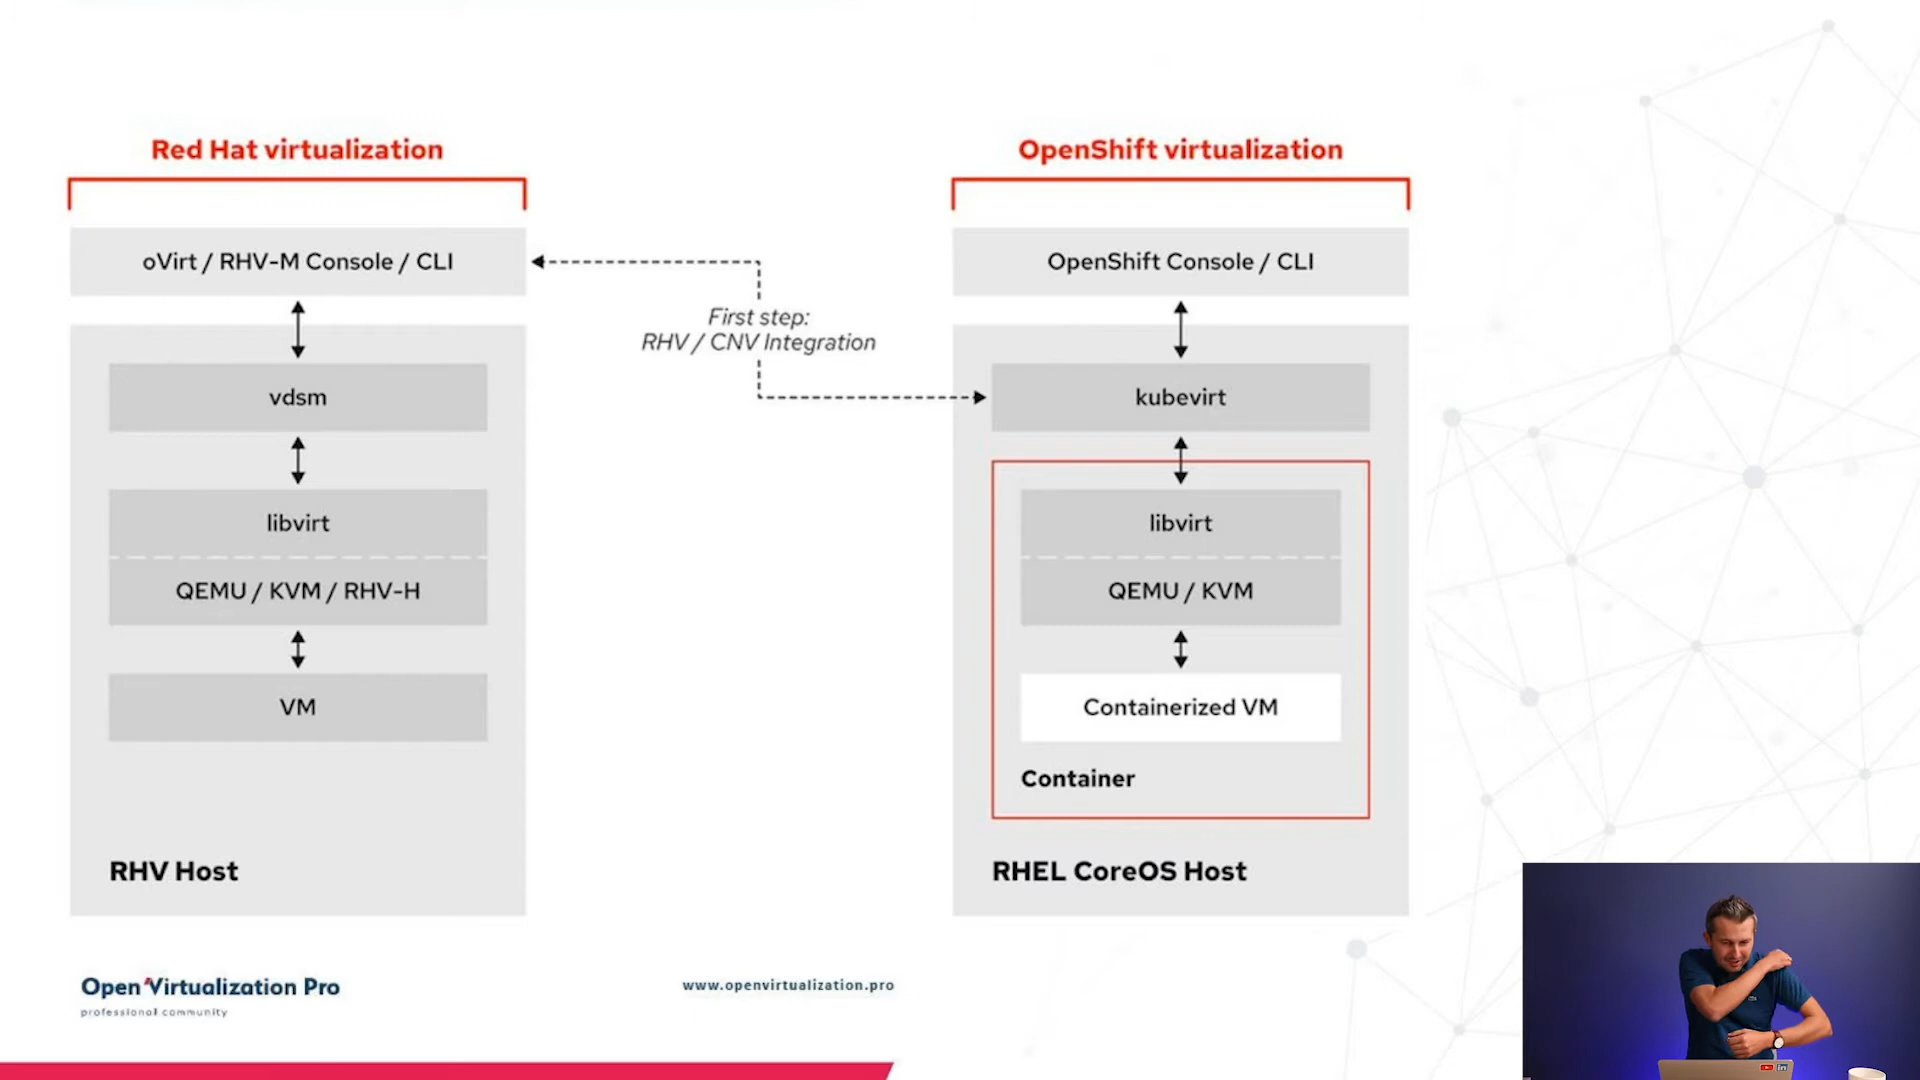 Red Hat virtualization
oVirt / RHV-M Console / CLI
vdsm
libvirt
QEMU / KVM / RHV-H
VM
RHV Host
First step:
RHV / CNV Integration
OpenShift virtualization
OpenShift Console / CLI
kubevirt
libvirt
QEMU / KVM
Containerized VM
Container
RHEL CoreOS Host
Open Virtualization Pro
professional community
www.openvirtualization.pro